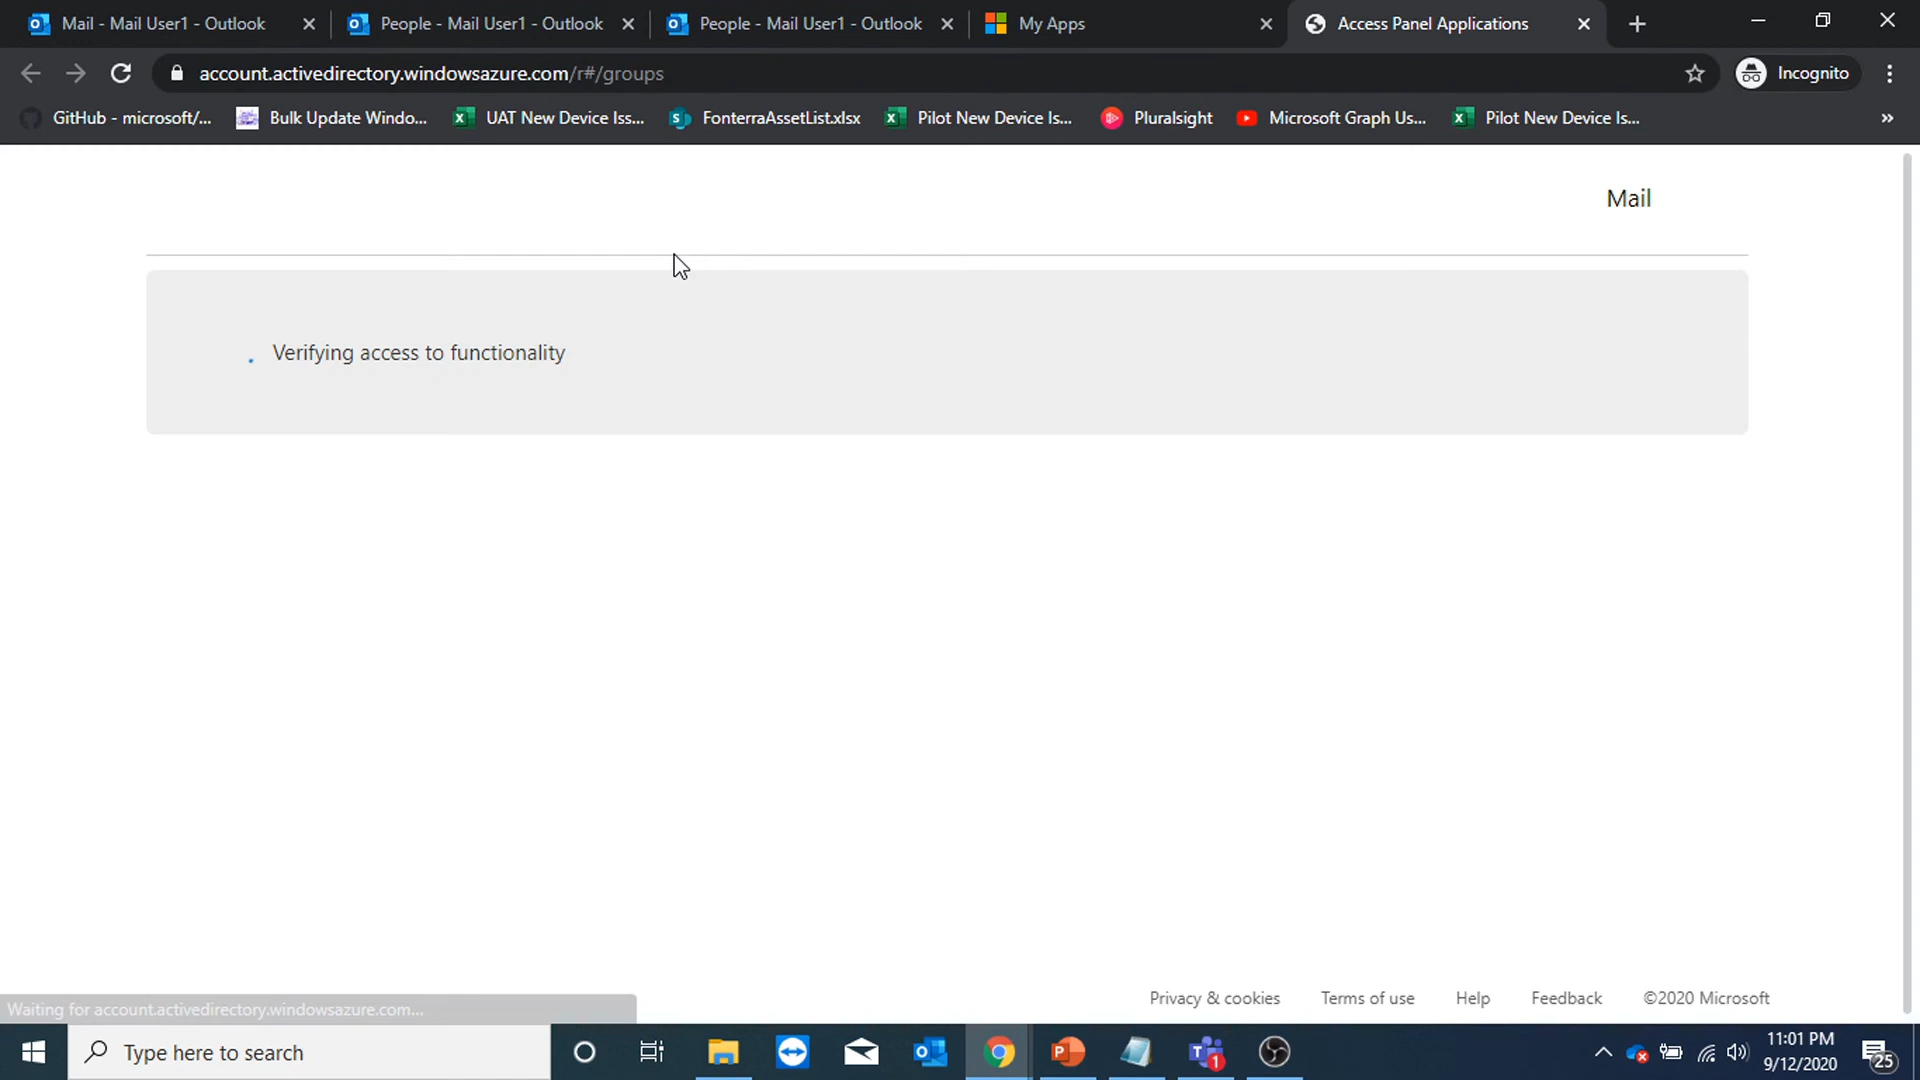 Mail - Mail User1 - Outlook
People - Mail User1 - Outlook
People - Mail User1 - Outlook
My Apps
Access Panel Applications
account.activedirectory.windowsazure.com/r#/groups
Incognito
GitHub - microsoft/...
Bulk Update Windo...
UAT New Device Iss...
FonterraAssetList.xlsx
Pilot New Device Is...
Pluralsight
Microsoft Graph Us...
Pilot New Device Is...
»
Mail
Verifying access to functionality
Privacy & cookies
Terms of use
Help
Feedback
©2020 Microsoft
Waiting for account.activedirectory.windowsazure.com...
Type here to search
1
11:01 PM
9/12/2020
25